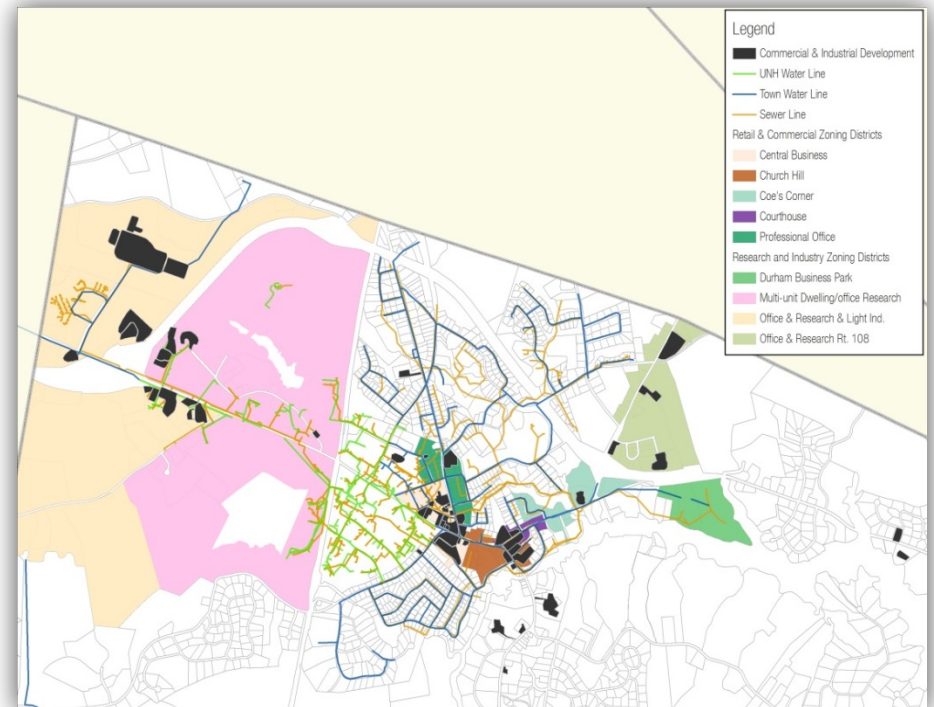 Legend
Commercial & Industrial Development
UNH Water Line
Town Water Line
Sewer Line
Retail & Commercial Zoning Districts
Central Business
Church Hill
Coe's Corner
Courthouse
Professional Office
Research and Industry Zoning Districts
Durham Business Park
Multi-unit Dwelling/office Research
Office & Research & Light Ind.
Office & Research Rt. 108